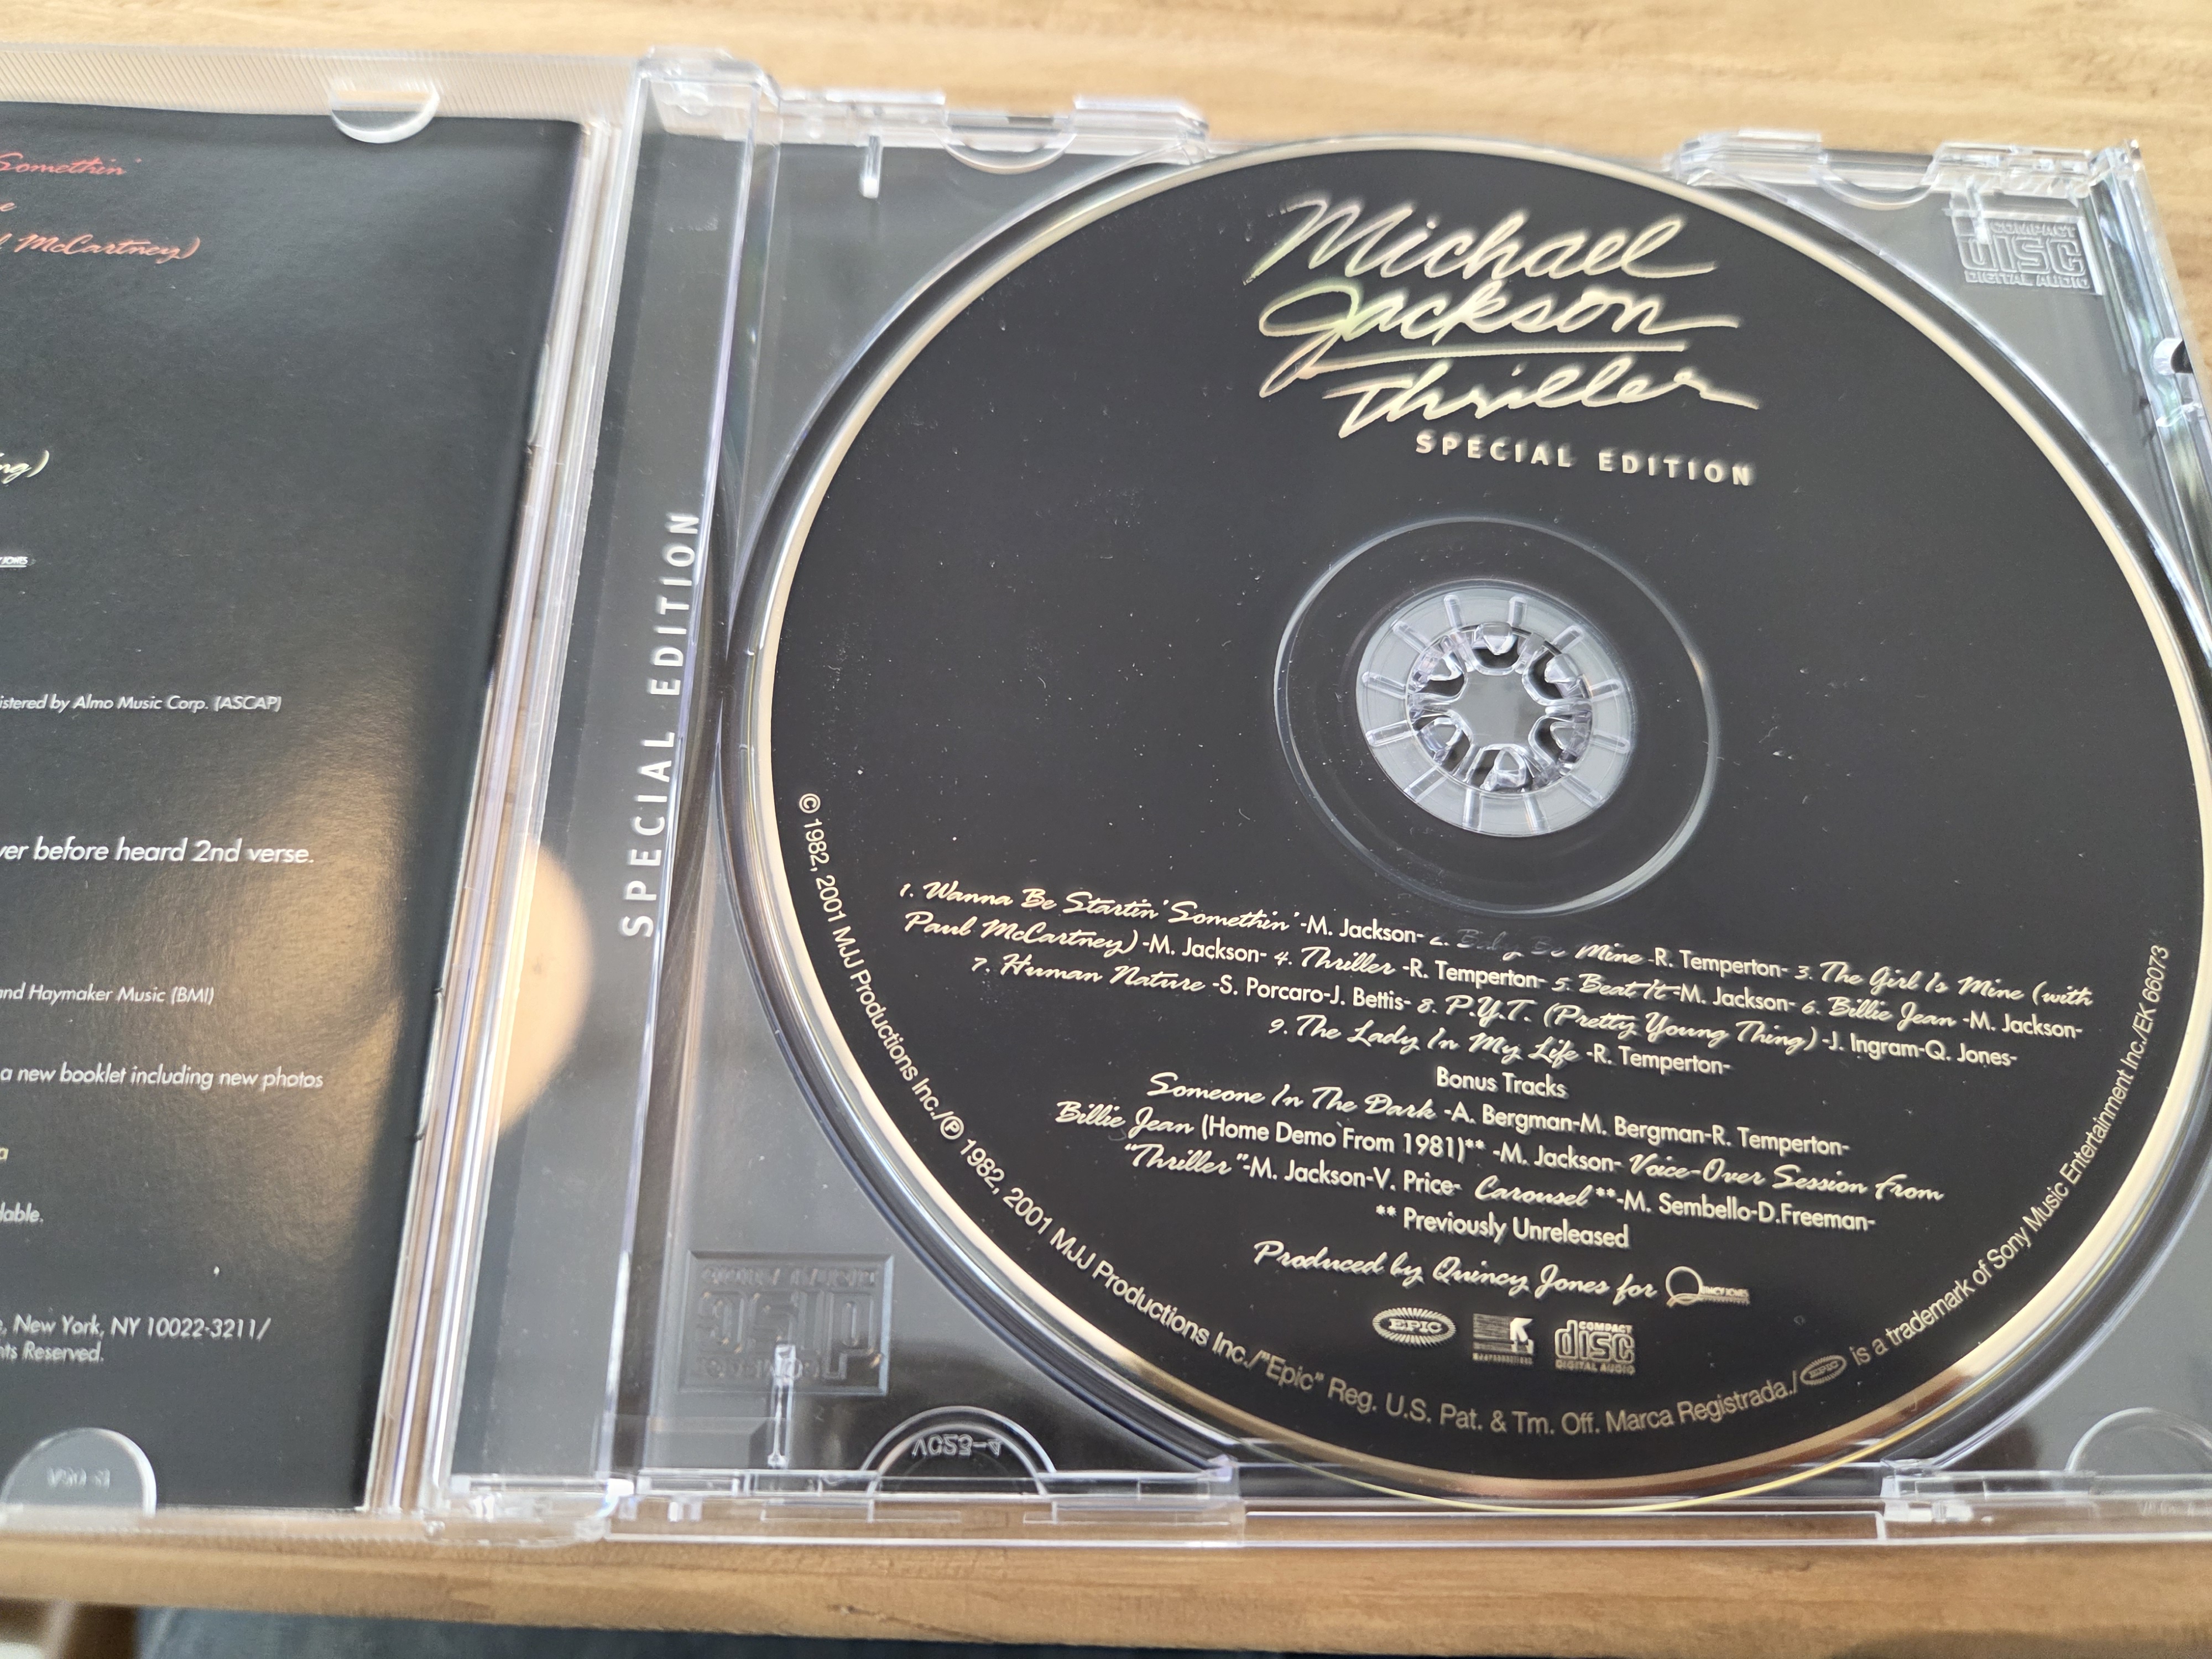 Somethin'
McCartney)
istered by Almo Music Corp. (ASCAP)
ver before heard 2nd verse.
and Haymaker Music (BMI)
a new booklet including new photos
, New York, NY 10022-3211/
ts Reserved.
SPECIAL EDITION
Michael
Jackson
Thriller
SPECIAL EDITION
COMPACT
disc
DIGITAL AUDIO
1. Wanna Be Startin' Somethin' -M. Jackson- 2. Baby Be Mine -R. Temperton- 3. The Girl Is Mine (with
Paul McCartney) -M. Jackson- 4. Thriller -R. Temperton- 5. Beat It -M. Jackson- 6. Billie Jean -M. Jackson-
7. Human Nature -S. Porcaro-J. Bettis- 8. P.Y.T. (Pretty Young Thing) -J. Ingram-Q. Jones-
9. The Lady In My Life -R. Temperton-
Bonus Tracks
Someone In The Dark -A. Bergman-M. Bergman-R. Temperton-
Billie Jean (Home Demo From 1981)** -M. Jackson- Voice-Over Session From
"Thriller"-M. Jackson-V. Price- Carousel **-M. Sembello-D.Freeman-
** Previously Unreleased
Produced by Quincy Jones for QUINCY JONES
EPIC
COMPACT
disc
DIGITAL AUDIO
© 1982, 2001 MJJ Productions Inc./℗ 1982, 2001 MJJ Productions Inc./"Epic" Reg. U.S. Pat. & Tm. Off. Marca Registrada./EPIC is a trademark of Sony Music Entertainment Inc./EK 66073
COMPACT
disc
DIGITAL AUDIO